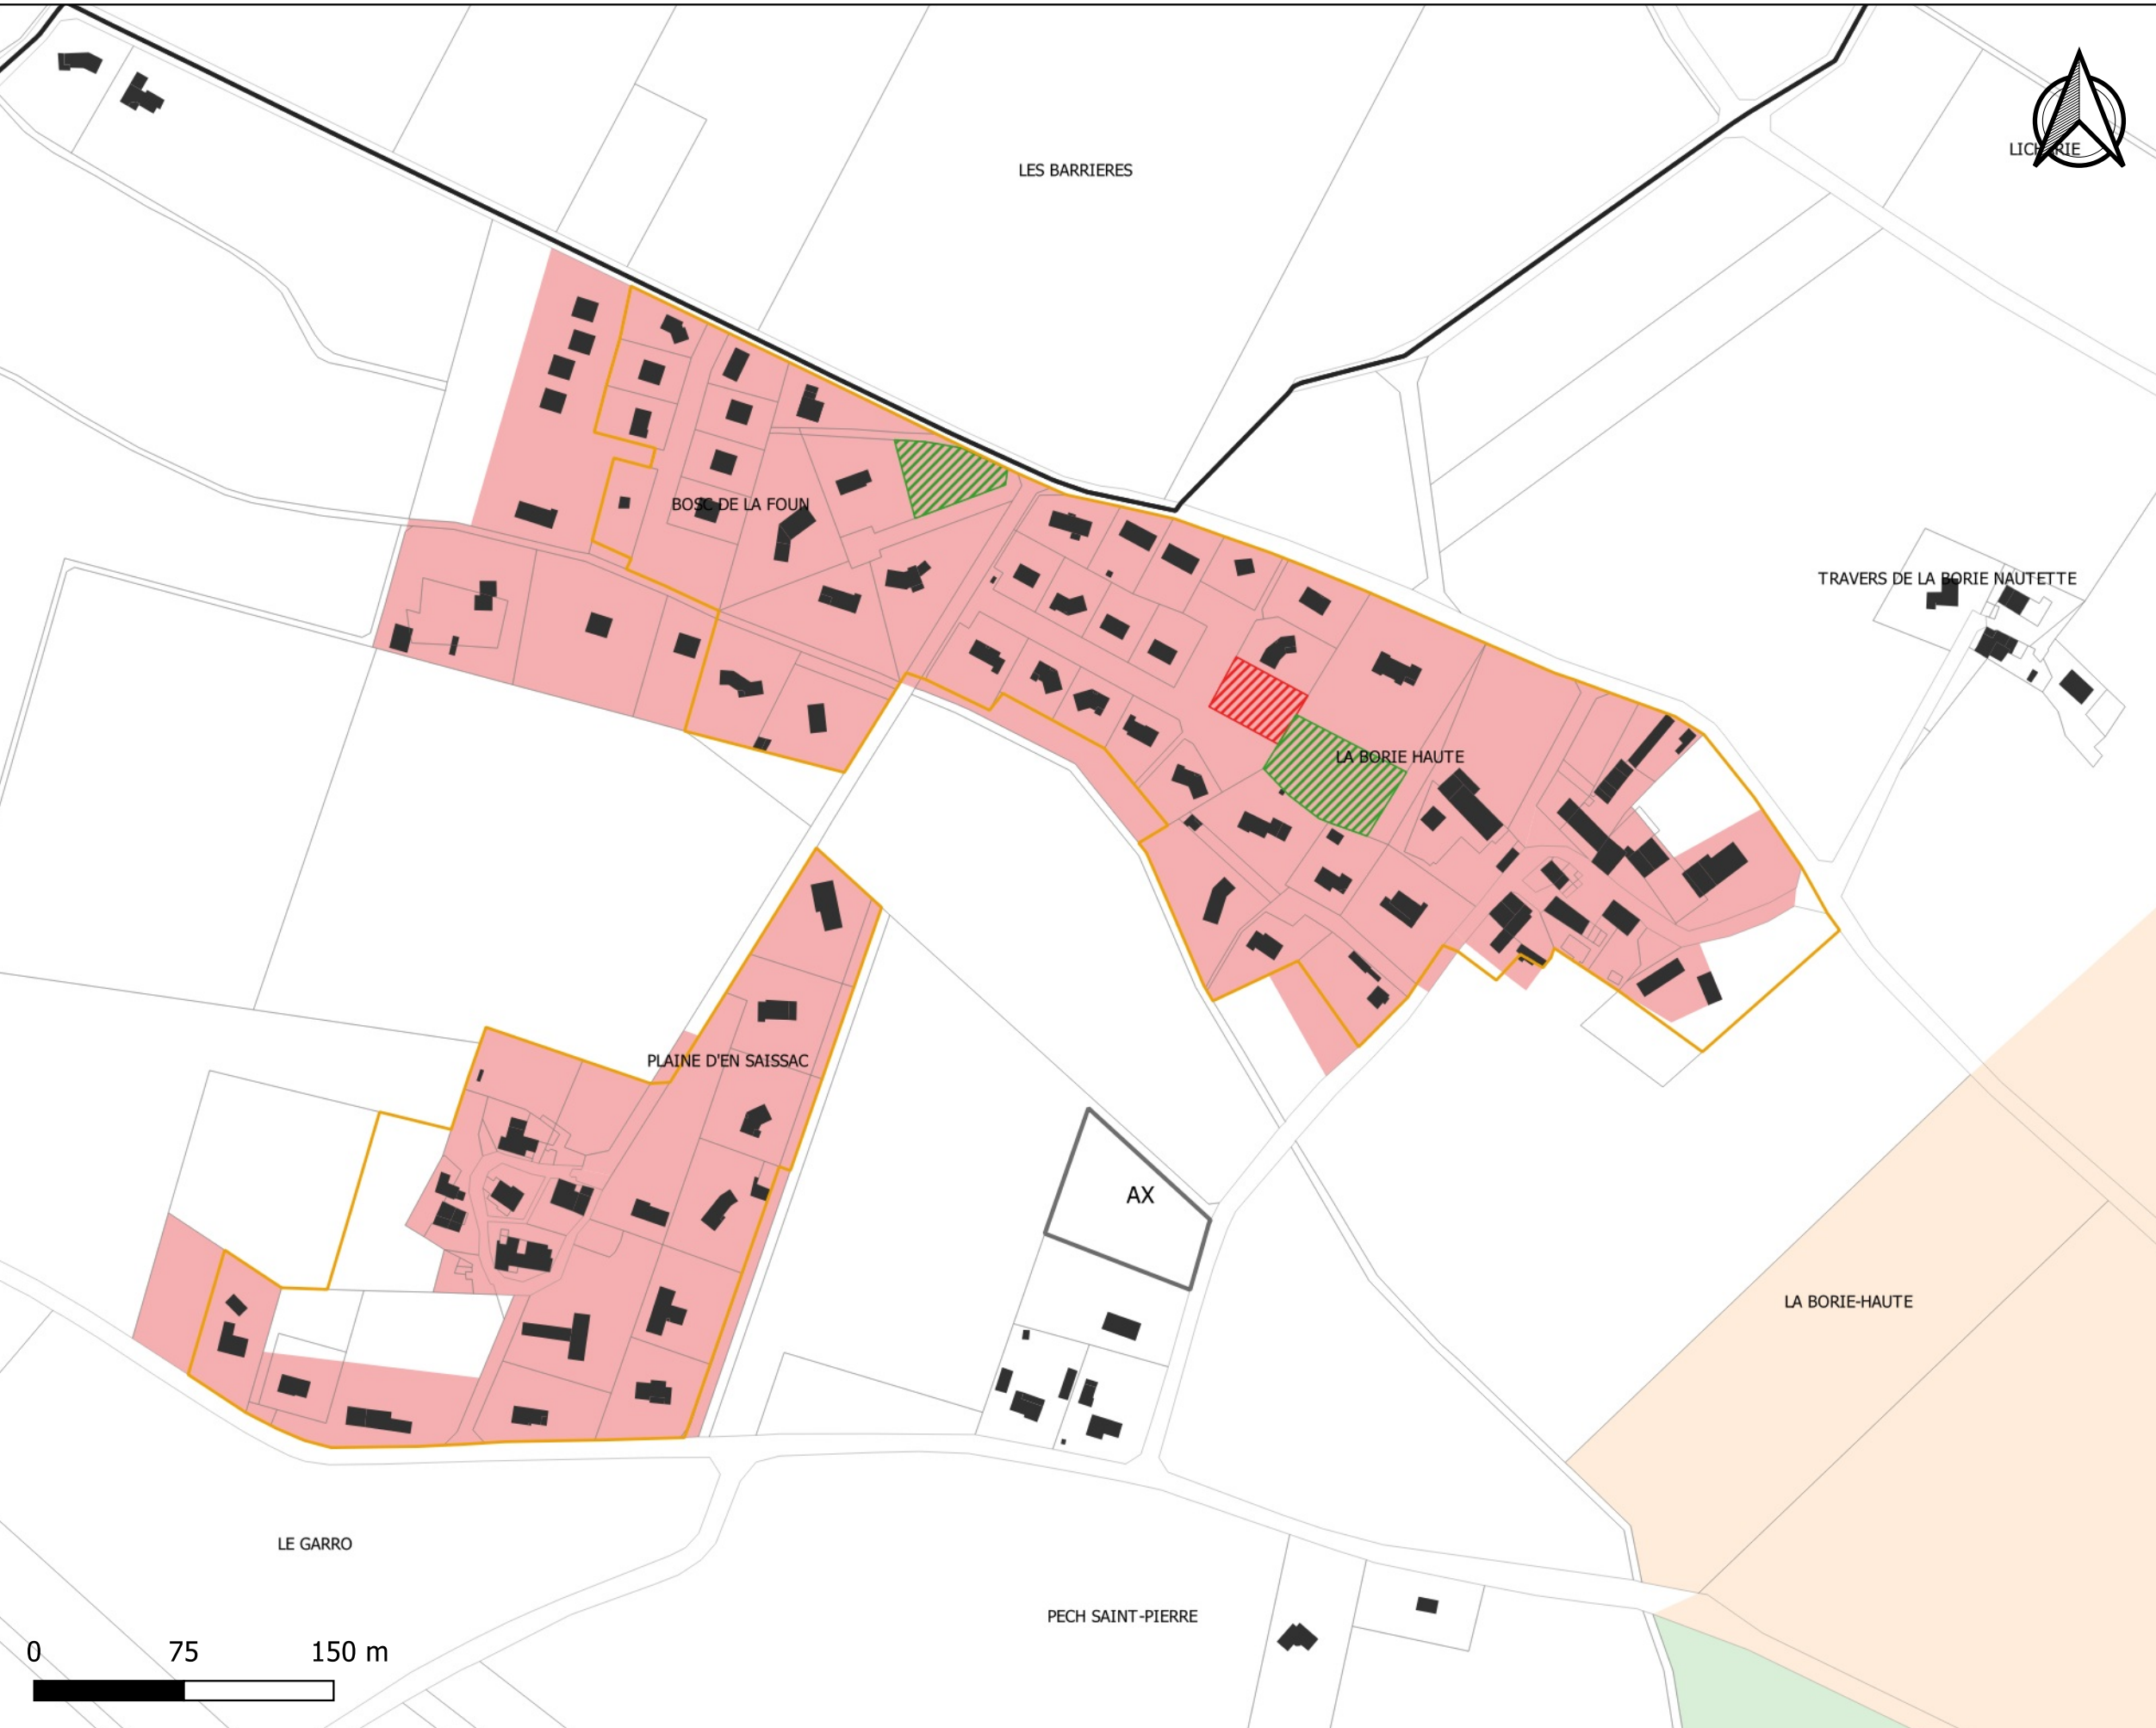 LES BARRIERES
LICHERIE
BOSC DE LA FOUN
TRAVERS DE LA BORIE NAUTETTE
LA BORIE HAUTE
PLAINE D'EN SAISSAC
AX
LA BORIE-HAUTE
LE GARRO
PECH SAINT-PIERRE
0 75 150 m